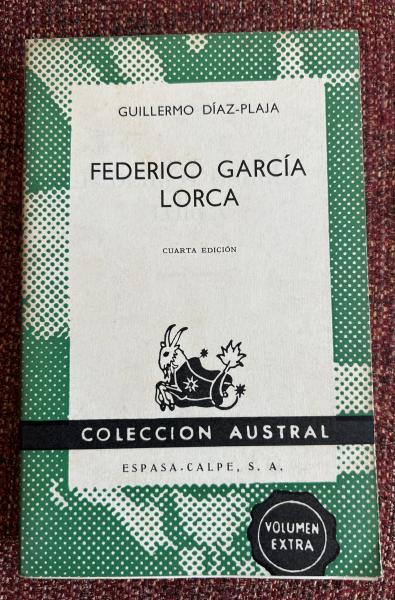 GUILLERMO DÍAZ-PLAJA
FEDERICO GARCÍA
LORCA
CUARTA EDICIÓN
COLECCION AUSTRAL
ESPASA-CALPE, S. A.
VOLUMEN
EXTRA